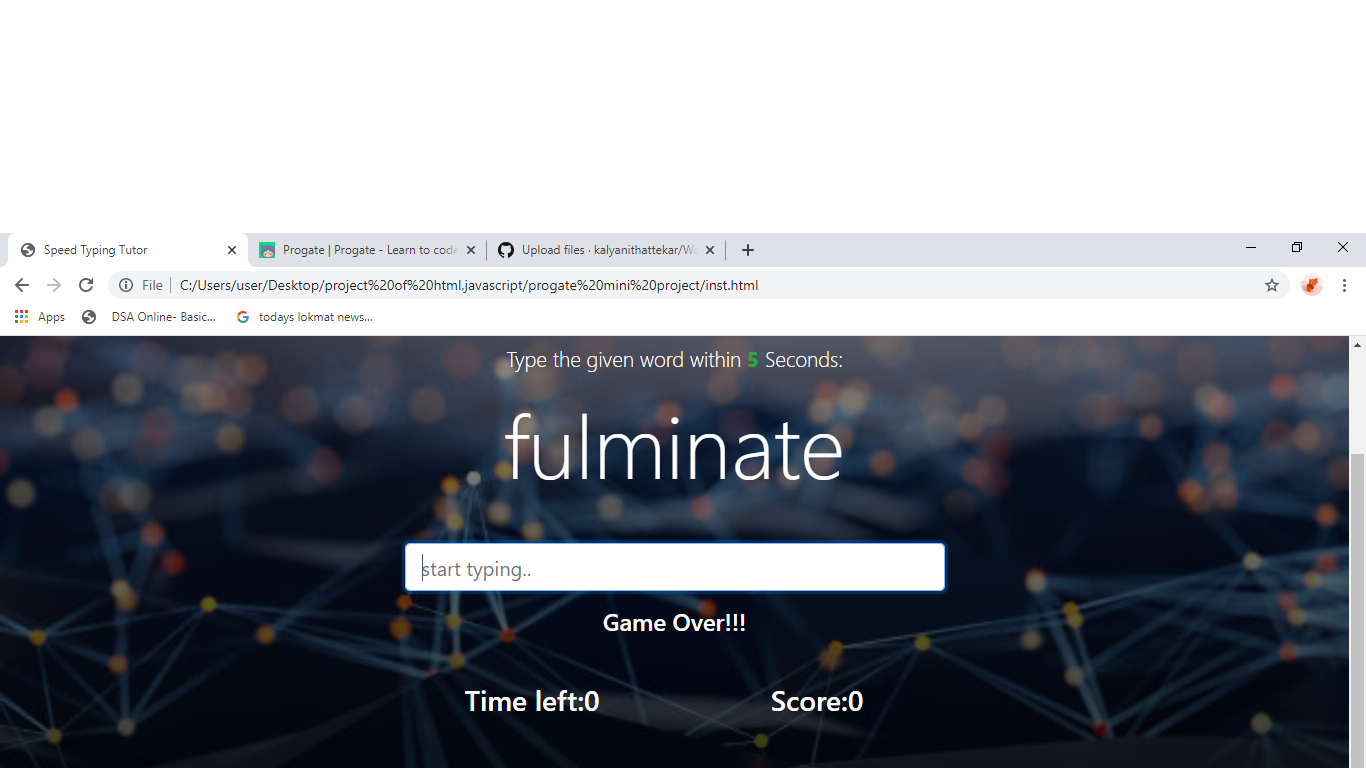 Speed Typing Tutor
Progate | Progate - Learn to code
Upload files · kalyanithattekar/Wo
File | C:/Users/user/Desktop/project%20of%20html,javascript/progate%20mini%20project/inst.html
Apps DSA Online- Basic... todays lokmat news...
Type the given word within 5 Seconds:
fulminate
start typing..
Game Over!!!
Time left:0 Score:0